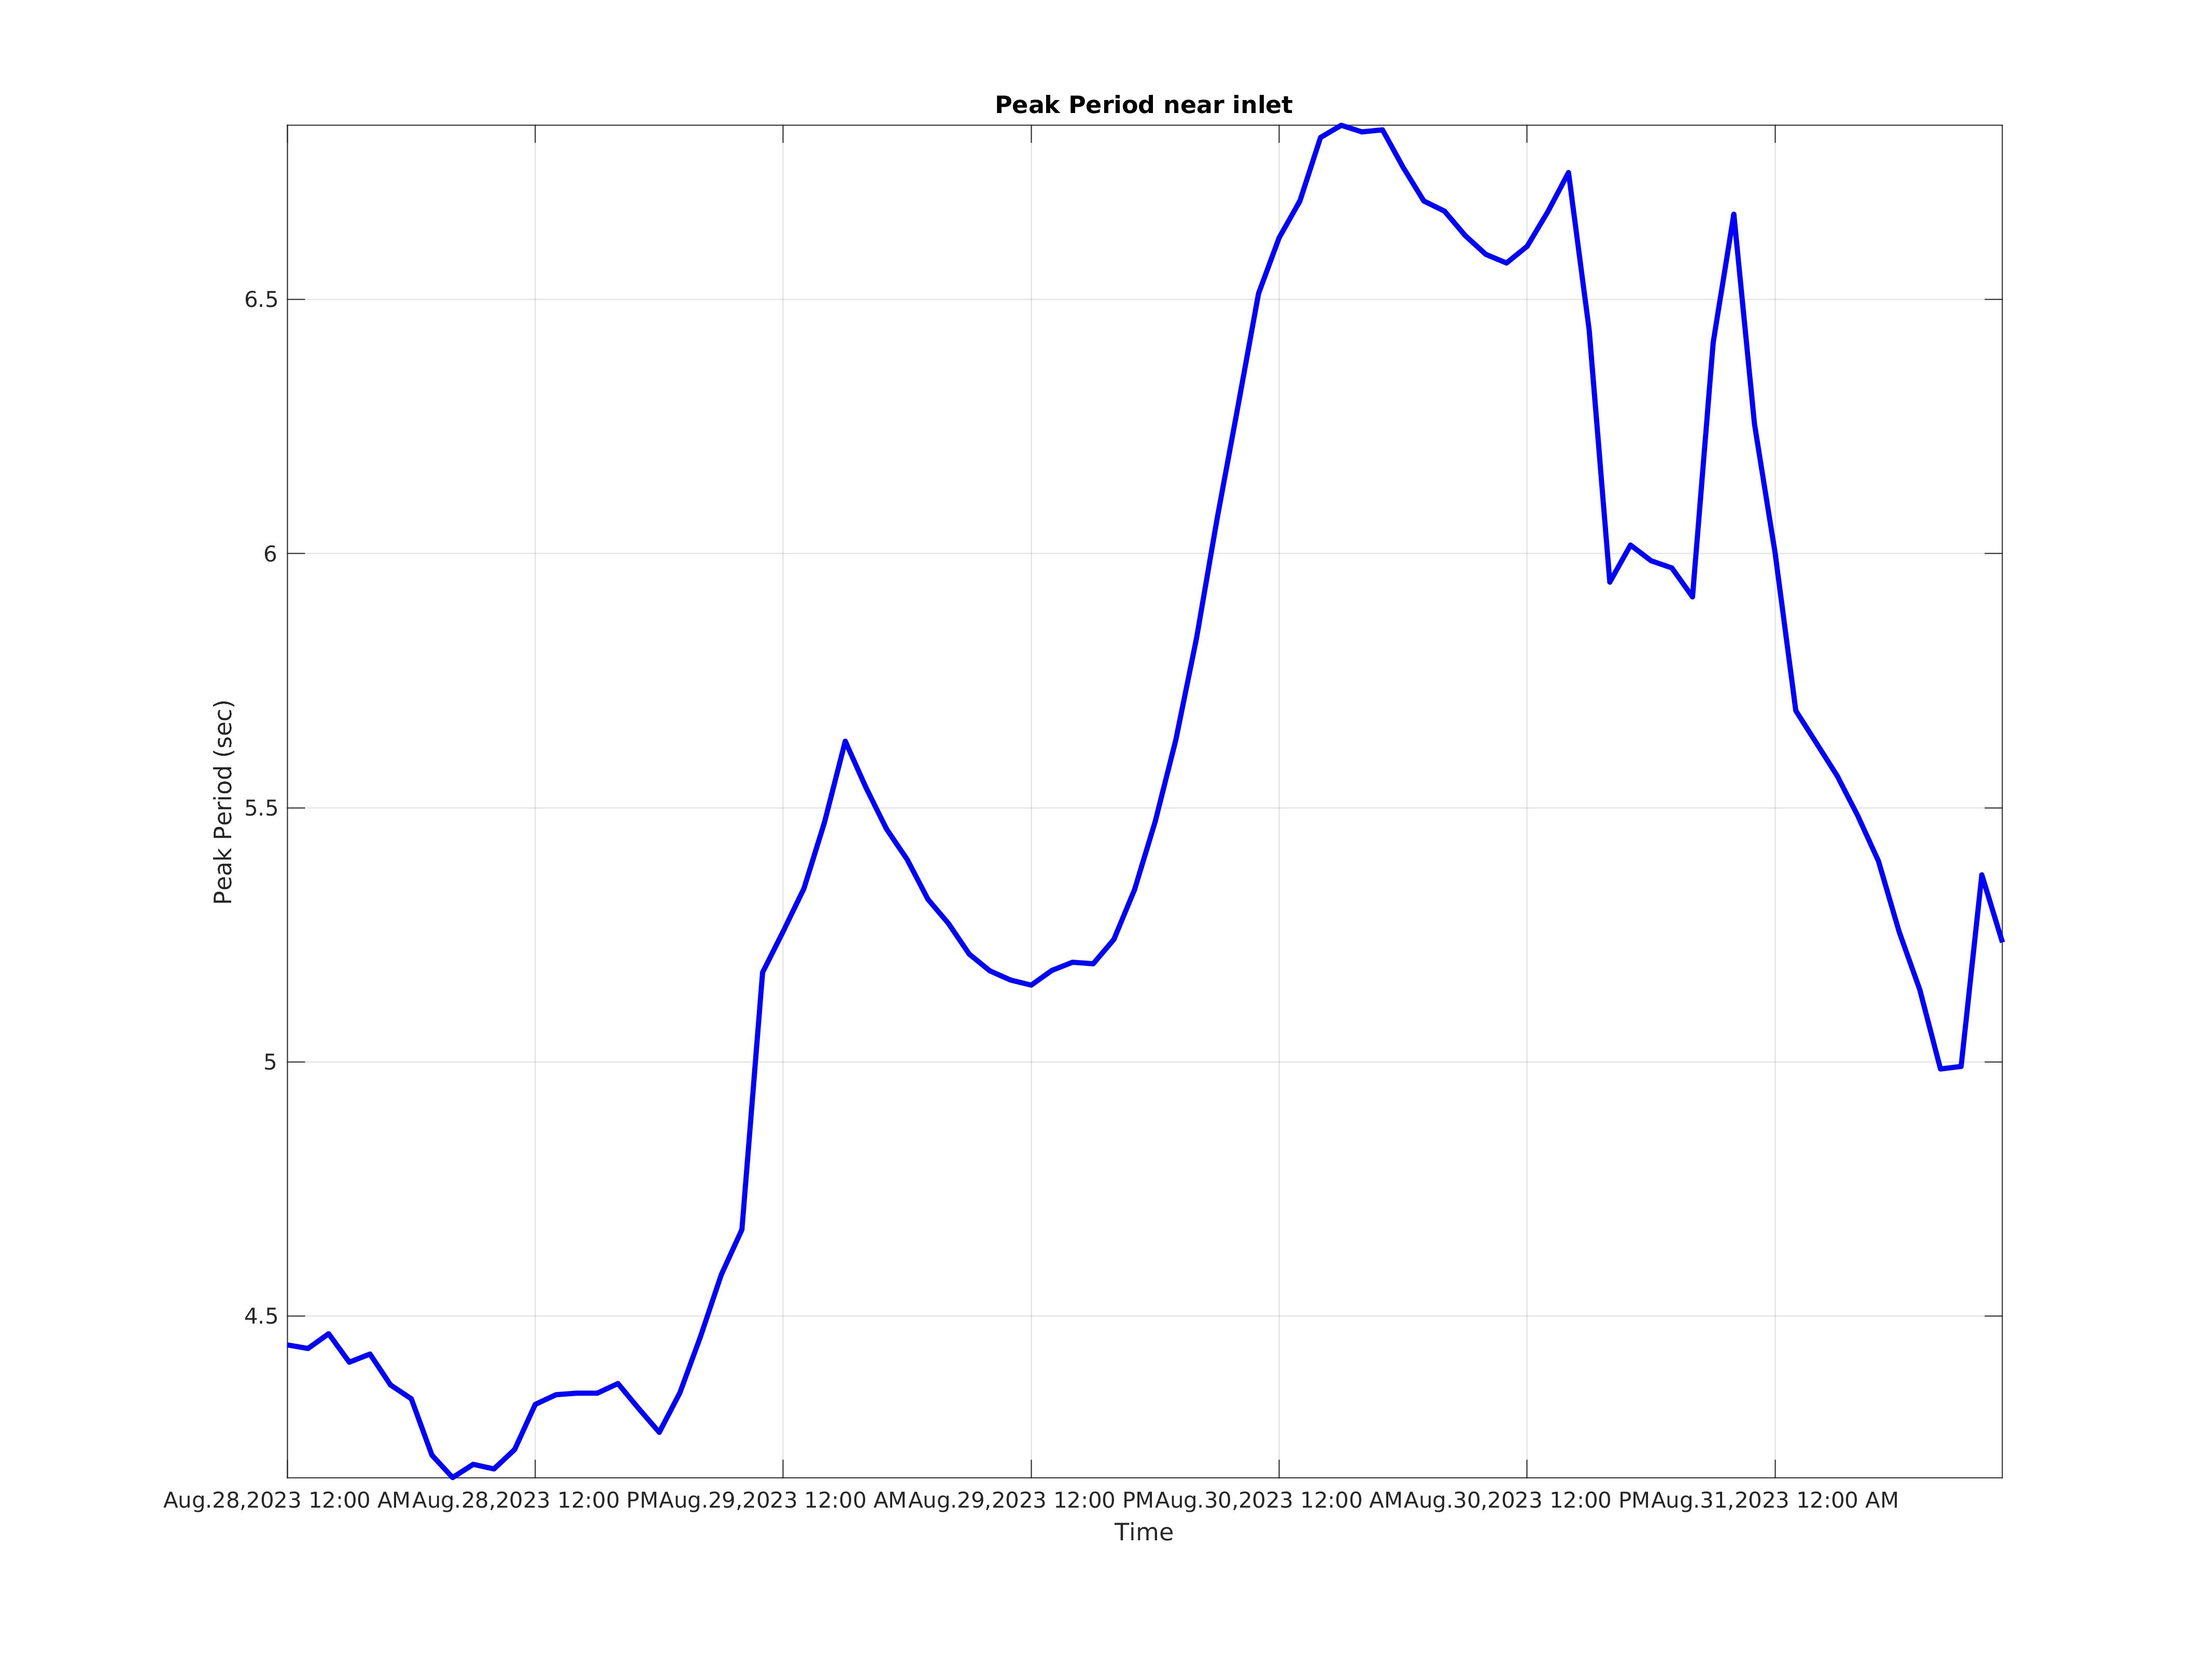 Peak Period near inlet
Peak Period (sec)
6.5
6
5.5
5
4.5
Aug.28,2023 12:00 AM Aug.28,2023 12:00 PM Aug.29,2023 12:00 AM Aug.29,2023 12:00 PM Aug.30,2023 12:00 AM Aug.30,2023 12:00 PM Aug.31,2023 12:00 AM
Time